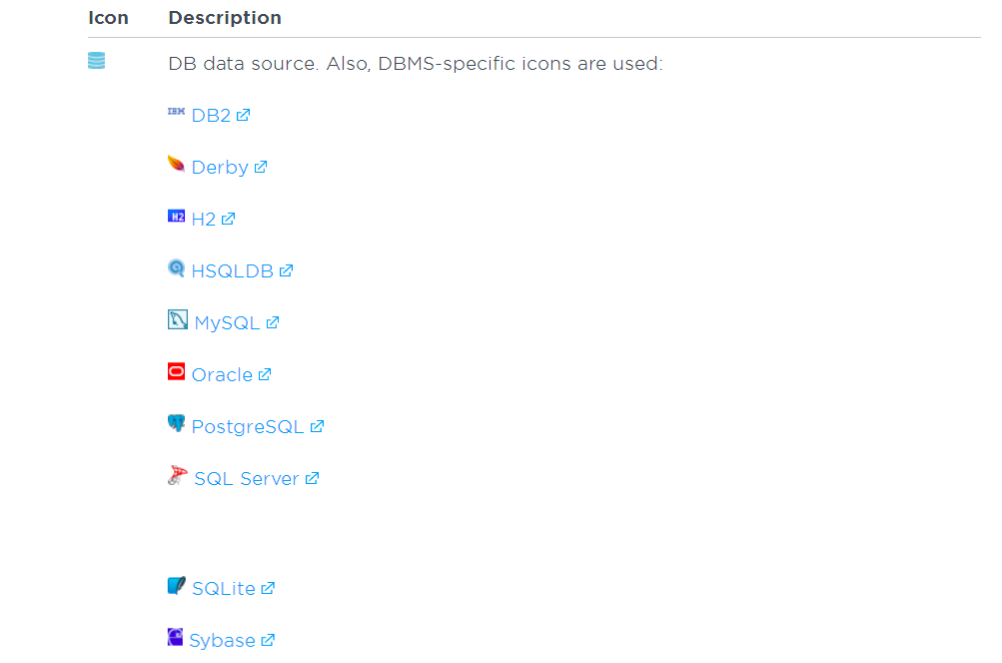 Icon Description
DB data source. Also, DBMS-specific icons are used:
IBM DB2
Derby
H2 H2
HSQLDB
MySQL
Oracle
PostgreSQL
SQL Server
SQLite
Sybase